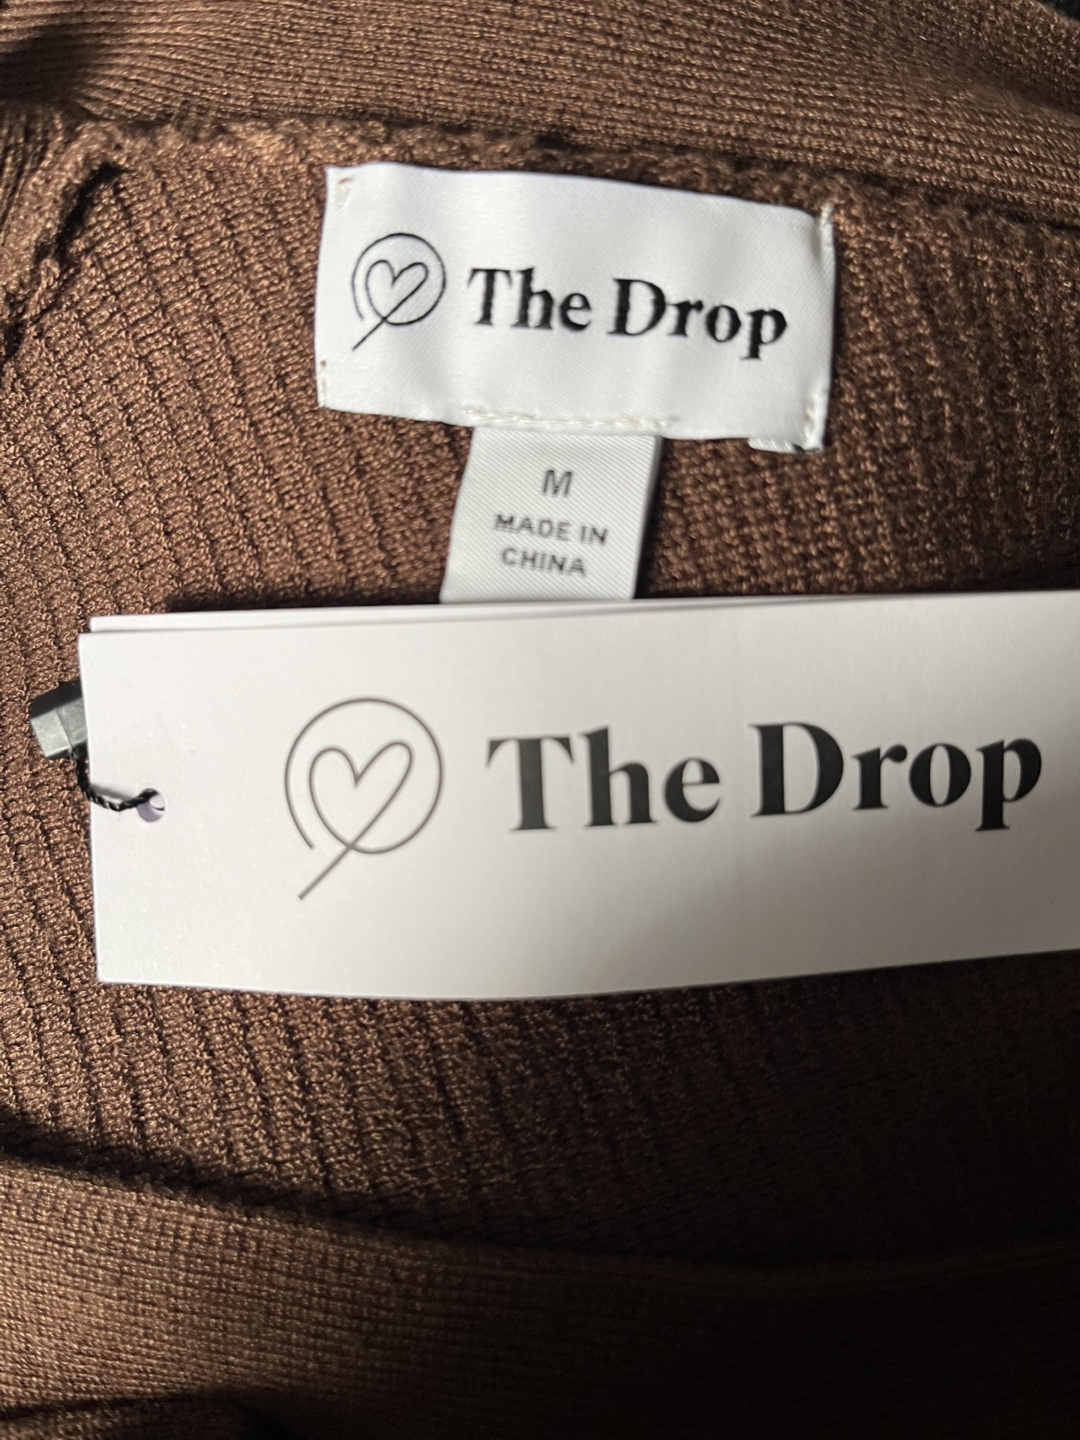 The Drop
M
MADE IN
CHINA
The Drop